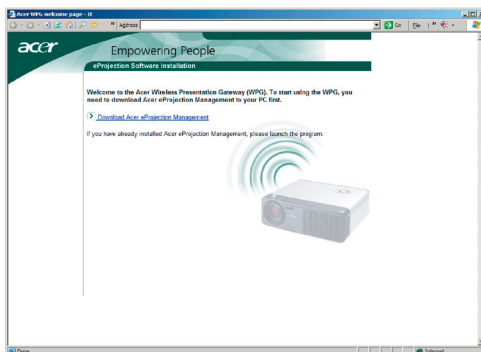 Acer WPG welcome page - It
Address
Go
File
acer
Empowering People
eProjection Software Installation
Welcome to the Acer Wireless Presentation Gateway (WPG). To start using the WPG, you
need to download Acer eProjection Management to your PC first.
Download Acer eProjection Management
If you have already installed Acer eProjection Management, please launch the program.
Done
Internet